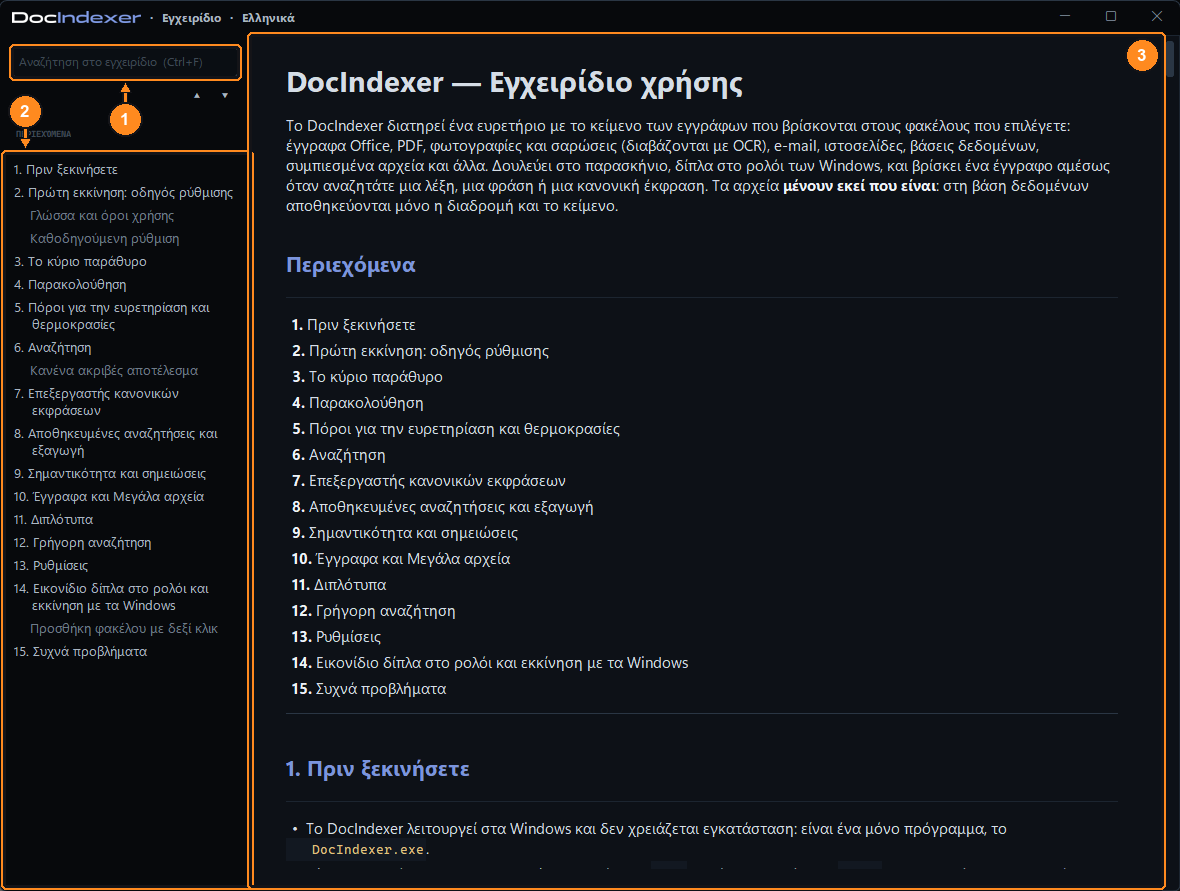 DocIndexer · Εγχειρίδιο · Ελληνικά
Αναζήτηση στο εγχειρίδιο (Ctrl+F)
1
2
3
ΠΕΡΙΕΧΟΜΕΝΑ
1. Πριν ξεκινήσετε
2. Πρώτη εκκίνηση: οδηγός ρύθμισης
Γλώσσα και όροι χρήσης
Καθοδηγούμενη ρύθμιση
3. Το κύριο παράθυρο
4. Παρακολούθηση
5. Πόροι για την ευρετηρίαση και
θερμοκρασίες
6. Αναζήτηση
Κανένα ακριβές αποτέλεσμα
7. Επεξεργαστής κανονικών
εκφράσεων
8. Αποθηκευμένες αναζητήσεις και
εξαγωγή
9. Σημαντικότητα και σημειώσεις
10. Έγγραφα και Μεγάλα αρχεία
11. Διπλότυπα
12. Γρήγορη αναζήτηση
13. Ρυθμίσεις
14. Εικονίδιο δίπλα στο ρολόι και
εκκίνηση με τα Windows
Προσθήκη φακέλου με δεξί κλικ
15. Συχνά προβλήματα
DocIndexer — Εγχειρίδιο χρήσης
Το DocIndexer διατηρεί ένα ευρετήριο με το κείμενο των εγγράφων που βρίσκονται στους φακέλους που επιλέγετε:
έγγραφα Office, PDF, φωτογραφίες και σαρώσεις (διαβάζονται με OCR), e-mail, ιστοσελίδες, βάσεις δεδομένων,
συμπιεσμένα αρχεία και άλλα. Δουλεύει στο παρασκήνιο, δίπλα στο ρολόι των Windows, και βρίσκει ένα έγγραφο αμέσως
όταν αναζητάτε μια λέξη, μια φράση ή μια κανονική έκφραση. Τα αρχεία μένουν εκεί που είναι: στη βάση δεδομένων
αποθηκεύονται μόνο η διαδρομή και το κείμενο.
Περιεχόμενα
1. Πριν ξεκινήσετε
2. Πρώτη εκκίνηση: οδηγός ρύθμισης
3. Το κύριο παράθυρο
4. Παρακολούθηση
5. Πόροι για την ευρετηρίαση και θερμοκρασίες
6. Αναζήτηση
7. Επεξεργαστής κανονικών εκφράσεων
8. Αποθηκευμένες αναζητήσεις και εξαγωγή
9. Σημαντικότητα και σημειώσεις
10. Έγγραφα και Μεγάλα αρχεία
11. Διπλότυπα
12. Γρήγορη αναζήτηση
13. Ρυθμίσεις
14. Εικονίδιο δίπλα στο ρολόι και εκκίνηση με τα Windows
15. Συχνά προβλήματα
1. Πριν ξεκινήσετε
• Το DocIndexer λειτουργεί στα Windows και δεν χρειάζεται εγκατάσταση: είναι ένα μόνο πρόγραμμα, το
DocIndexer.exe.